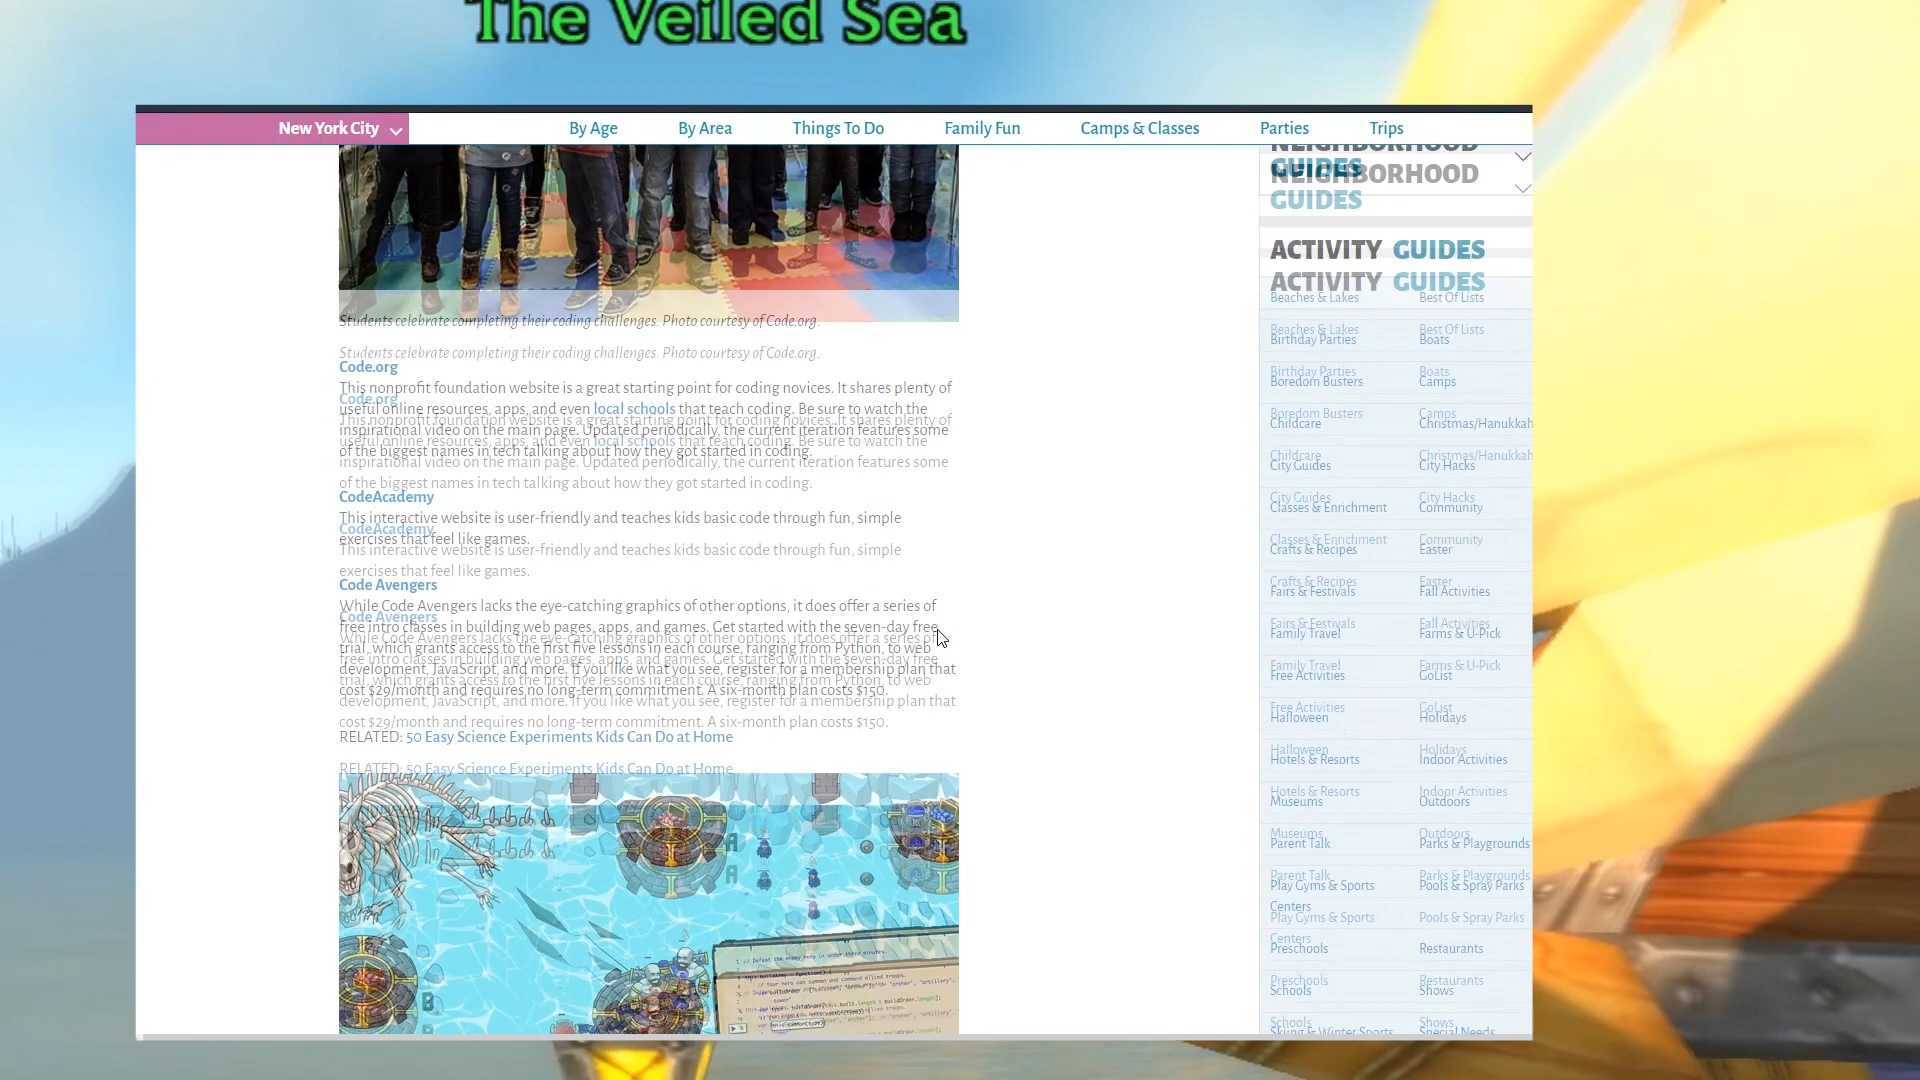 The Veiled Sea
New York City
By Age
By Area
Things To Do
Family Fun
Camps & Classes
Parties
Trips
Students celebrate completing their coding challenges. Photo courtesy of Code.org.
Code.org
This nonprofit foundation website is a great starting point for coding novices. It shares plenty of
useful online resources, apps, and even local schools that teach coding. Be sure to watch the
inspirational video on the main page. Updated periodically, the current iteration features some
of the biggest names in tech talking about how they got started in coding.
CodeAcademy
This interactive website is user-friendly and teaches kids basic code through fun, simple
exercises that feel like games.
Code Avengers
While Code Avengers lacks the eye-catching graphics of other options, it does offer a series of
free intro classes in building web pages, apps, and games. Get started with the seven-day free
trial, which grants access to the first five lessons in each course, ranging from Python, to web
development, JavaScript, and more. If you like what you see, register for a membership plan that
cost $29/month and requires no long-term commitment. A six-month plan costs $150.
RELATED: 50 Easy Science Experiments Kids Can Do at Home
NEIGHBORHOOD
GUIDES
ACTIVITY GUIDES
Beaches & Lakes Best Of Lists
Birthday Parties Boats
Boredom Busters Camps
Childcare Christmas/Hanukkah
City Guides City Hacks
Classes & Enrichment Community
Crafts & Recipes Easter
Fairs & Festivals Fall Activities
Family Travel Farms & U-Pick
Free Activities GoList
Halloween Holidays
Hotels & Resorts Indoor Activities
Museums Outdoors
Parent Talk Parks & Playgrounds
Play Gyms & Sports Pools & Spray Parks
Centers
Preschools Restaurants
Schools Shows
Skiing & Winter Sports Special Needs